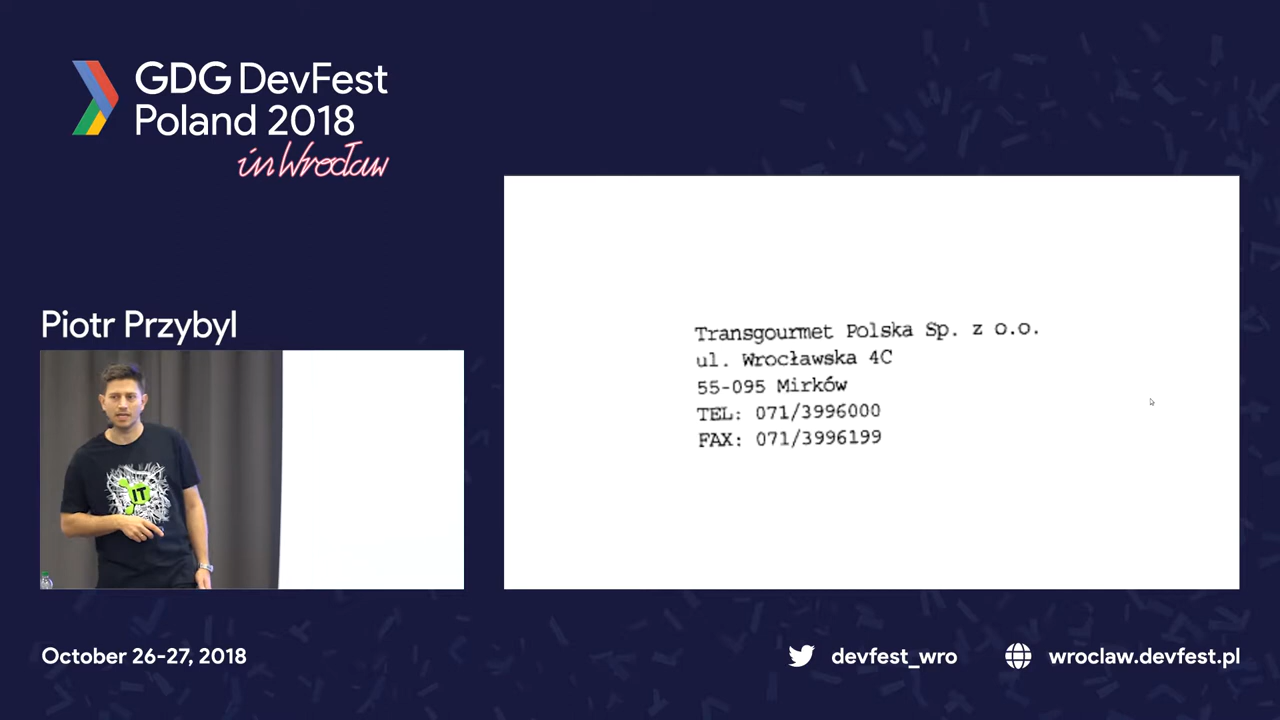 GDG DevFest
Poland 2018
in Wrocław
Piotr Przybyl
IT
Transgourmet Polska Sp. z o.o.
ul. Wrocławska 4C
55-095 Mirków
TEL: 071/3996000
FAX: 071/3996199
October 26-27, 2018
devfest_wro
wroclaw.devfest.pl